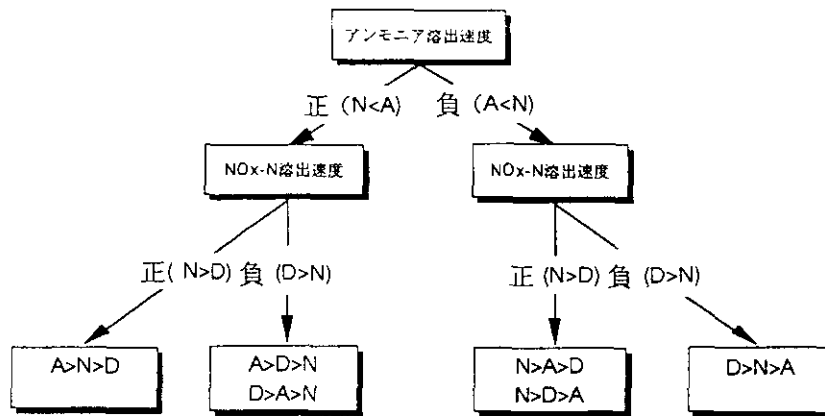 アンモニア溶出速度
正 (N<A) 負 (A<N)
NOx-N溶出速度 NOx-N溶出速度
正( N>D) 負 (D>N) 正 (N>D) 負 (D>N)
A>N>D A>D>N N>A>D D>N>A
D>A>N N>D>A